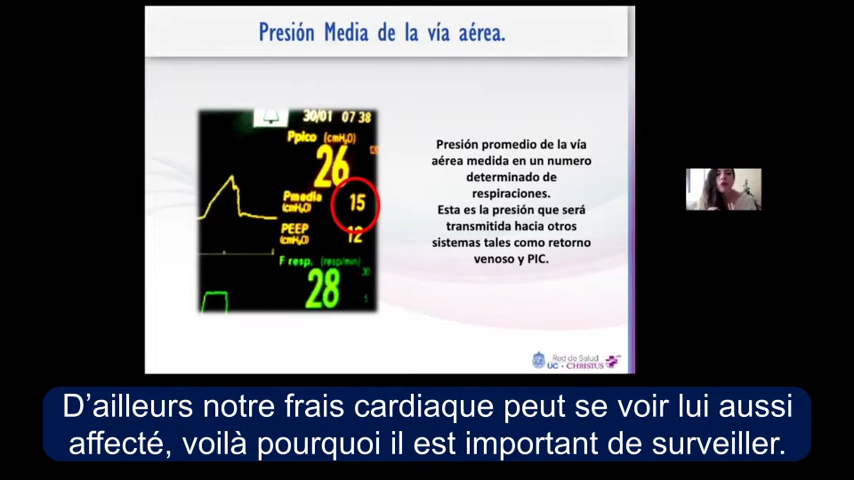 Presión Media de la vía aérea.
30/01 07:38
Ppico (cmH₂O)
26
Pmedia
(cmH₂O)
15
PEEP
(cmH₂O)
12
F resp. (resp/min)
30
28
5
Presión promedio de la vía
aérea medida en un numero
determinado de
respiraciones.
Esta es la presión que será
transmitida hacia otros
sistemas tales como retorno
venoso y PIC.
Red de Salud
UC · CHRISTUS
D'ailleurs notre frais cardiaque peut se voir lui aussi
affecté, voilà pourquoi il est important de surveiller.